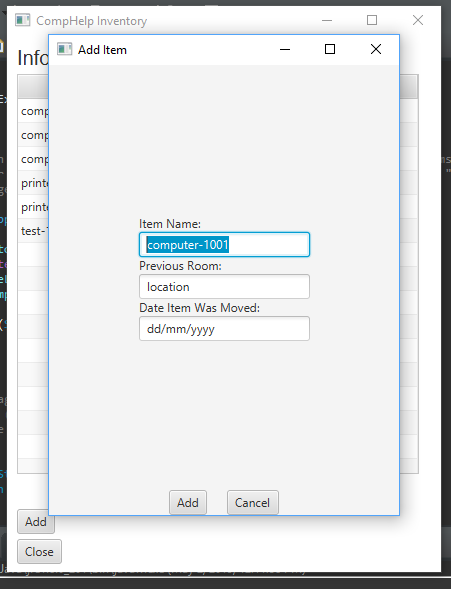 CompHelp Inventory
Add Item
Info
comp
comp
comp
printe
printe
test-
Item Name:
computer-1001
Previous Room:
location
Date Item Was Moved:
dd/mm/yyyy
Add
Cancel
Add
Close